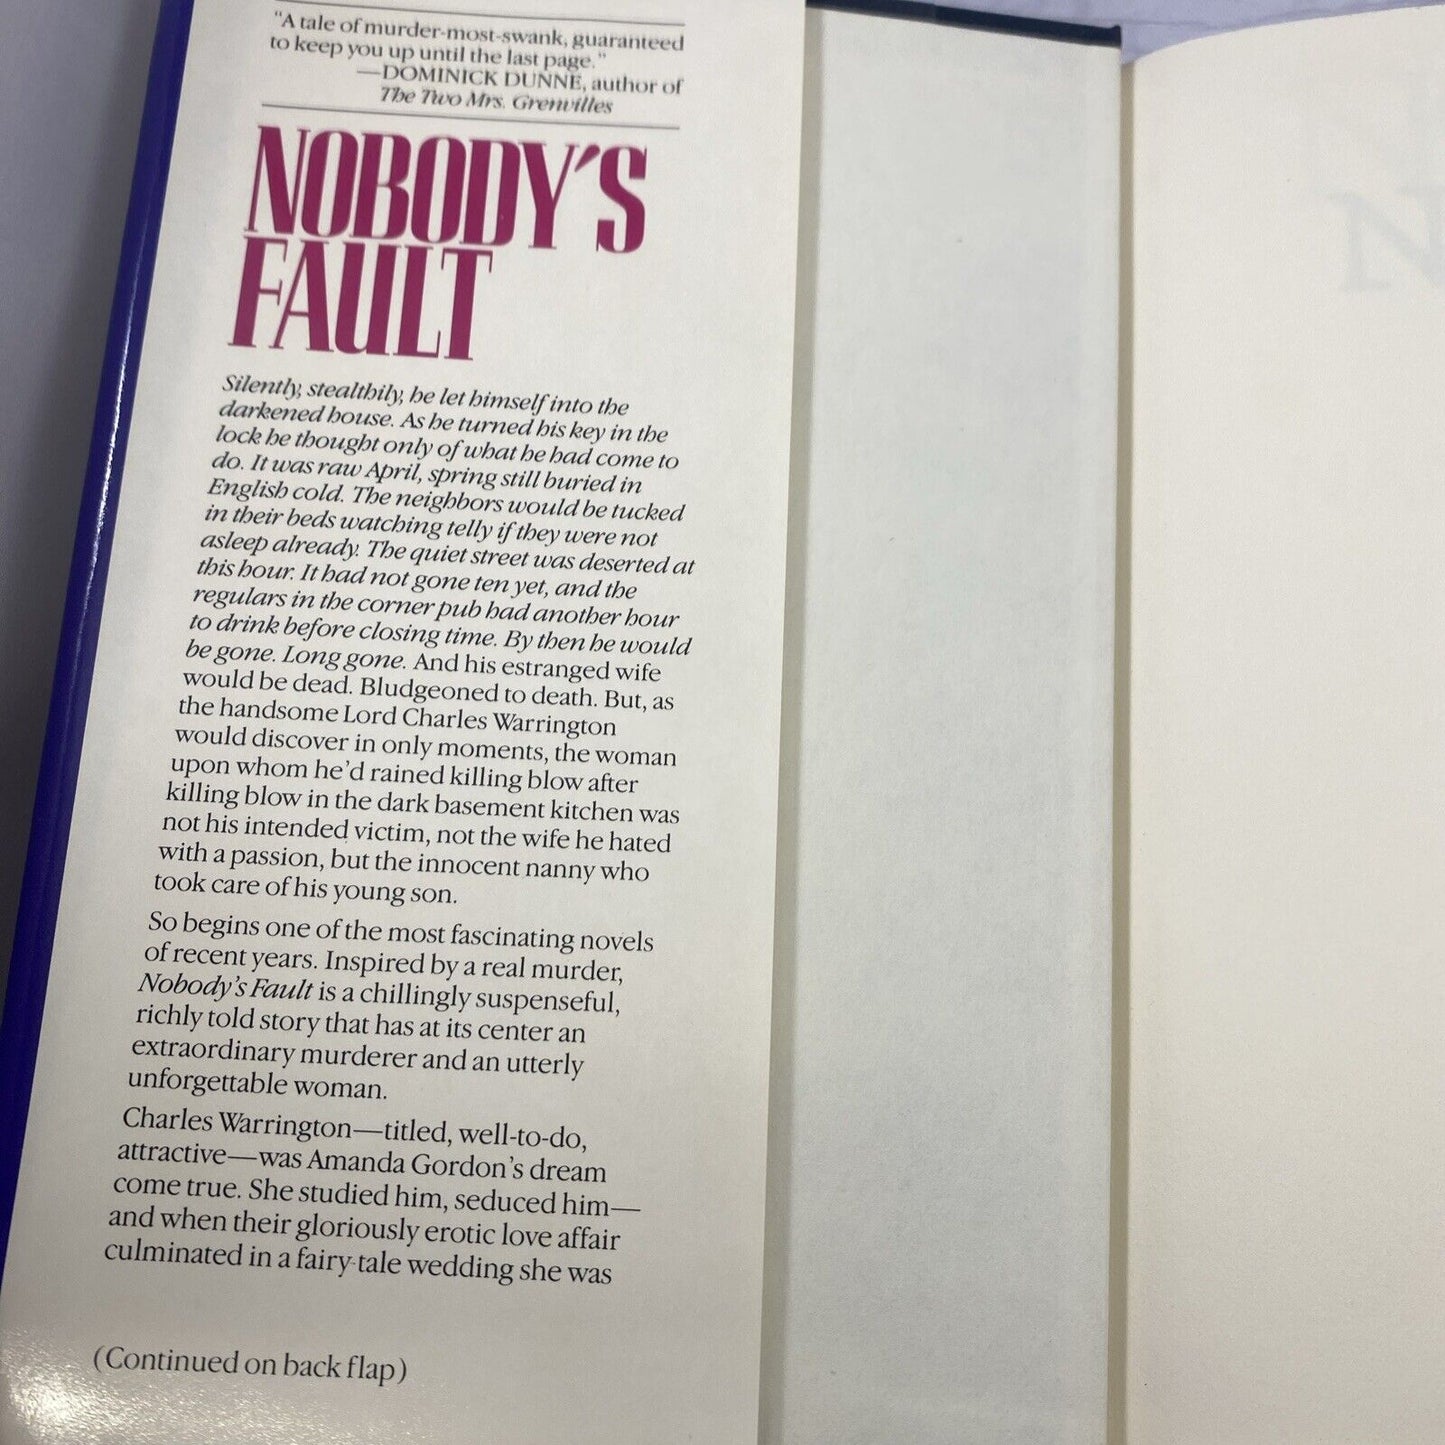 "A tale of murder-most-swank, guaranteed
to keep you up until the last page."
—DOMINICK DUNNE, author of
The Two Mrs. Grenvilles
NOBODY'S
FAULT
Silently, stealthily, he let himself into the
darkened house. As he turned his key in the
lock he thought only of what he had come to
do. It was raw April, spring still buried in
English cold. The neighbors would be tucked
in their beds watching telly if they were not
asleep already. The quiet street was deserted at
this hour. It had not gone ten yet, and the
regulars in the corner pub had another hour
to drink before closing time. By then he would
be gone. Long gone. And his estranged wife
would be dead. Bludgeoned to death. But, as
the handsome Lord Charles Warrington
would discover in only moments, the woman
upon whom he'd rained killing blow after
killing blow in the dark basement kitchen was
not his intended victim, not the wife he hated
with a passion, but the innocent nanny who
took care of his young son.
So begins one of the most fascinating novels
of recent years. Inspired by a real murder,
Nobody's Fault is a chillingly suspenseful,
richly told story that has at its center an
extraordinary murderer and an utterly
unforgettable woman.
Charles Warrington—titled, well-to-do,
attractive—was Amanda Gordon's dream
come true. She studied him, seduced him—
and when their gloriously erotic love affair
culminated in a fairy-tale wedding she was
(Continued on back flap)